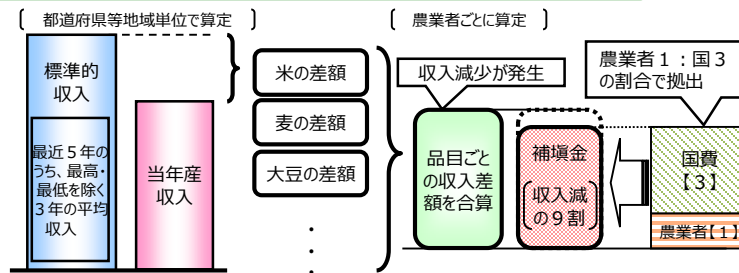 〔 都道府県等地域単位で算定 〕
〔 農業者ごとに算定 〕
標準的
収入
最近５年の
うち、最高・
最低を除く
３年の平均
収入
当年産
収入
米の差額
麦の差額
大豆の差額
・
・
・
収入減少が発生
品目ごと
の収入差
額を合算
補塡金
収入減
の９割
農業者１：国３
の割合で拠出
国費
【３】
農業者【１】